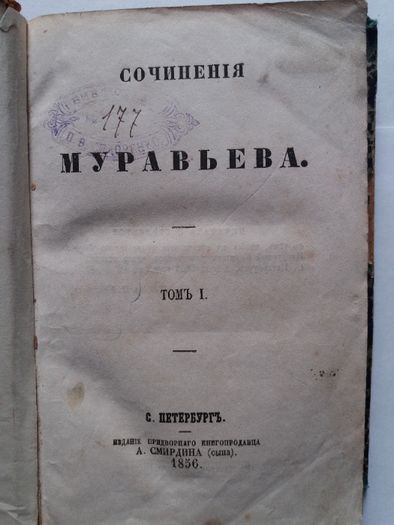 СОЧИНЕНІЯ
177
МУРАВЬЕВА.
ТОМЪ I.
С. ПЕТЕРБУРГЪ.
ИЗДАНІЕ ПРИДВОРНАГО КНИГОПРОДАВЦА
А. СМИРДИНА (сына).
1856.